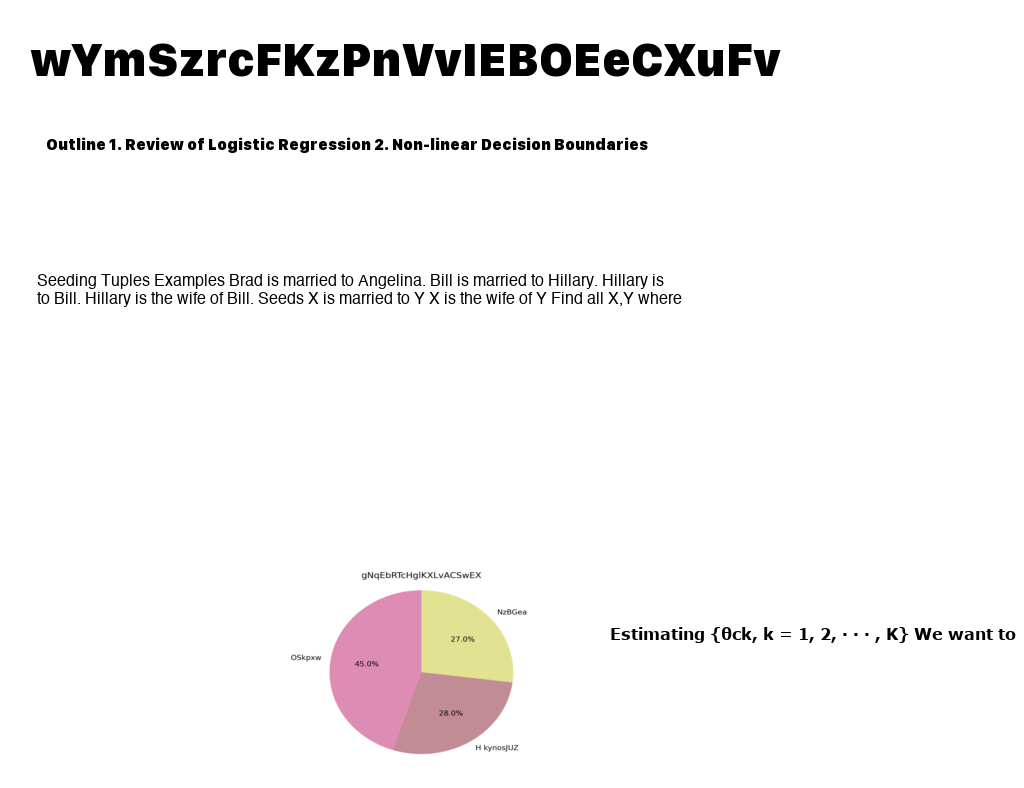 wYmSzrcFKzPnVvIEBOEeCXuFv
Outline 1. Review of Logistic Regression 2. Non-linear Decision Boundaries
Seeding Tuples Examples Brad is married to Angelina. Bill is married to Hillary. Hillary is
to Bill. Hillary is the wife of Bill. Seeds X is married to Y X is the wife of Y Find all X,Y where
gNqEbRTcHglKXLvACSwEX
NzBGea
27.0%
OSkpxw
45.0%
28.0%
H kynosJUZ
Estimating {θck, k = 1, 2, · · · , K} We want to